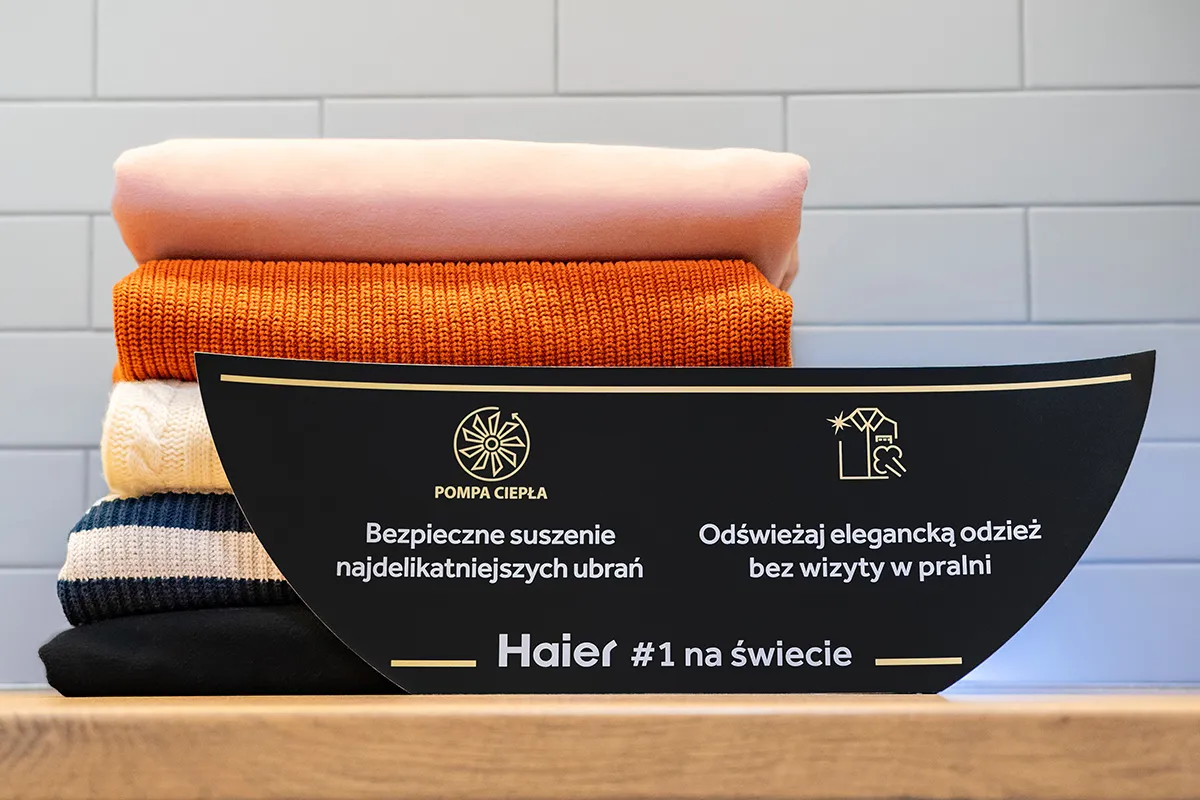 POMPA CIEPŁA
Bezpieczne suszenie
najdelikatniejszych ubrań
Odświeżaj elegancką odzież
bez wizyty w pralni
Haier #1 na świecie